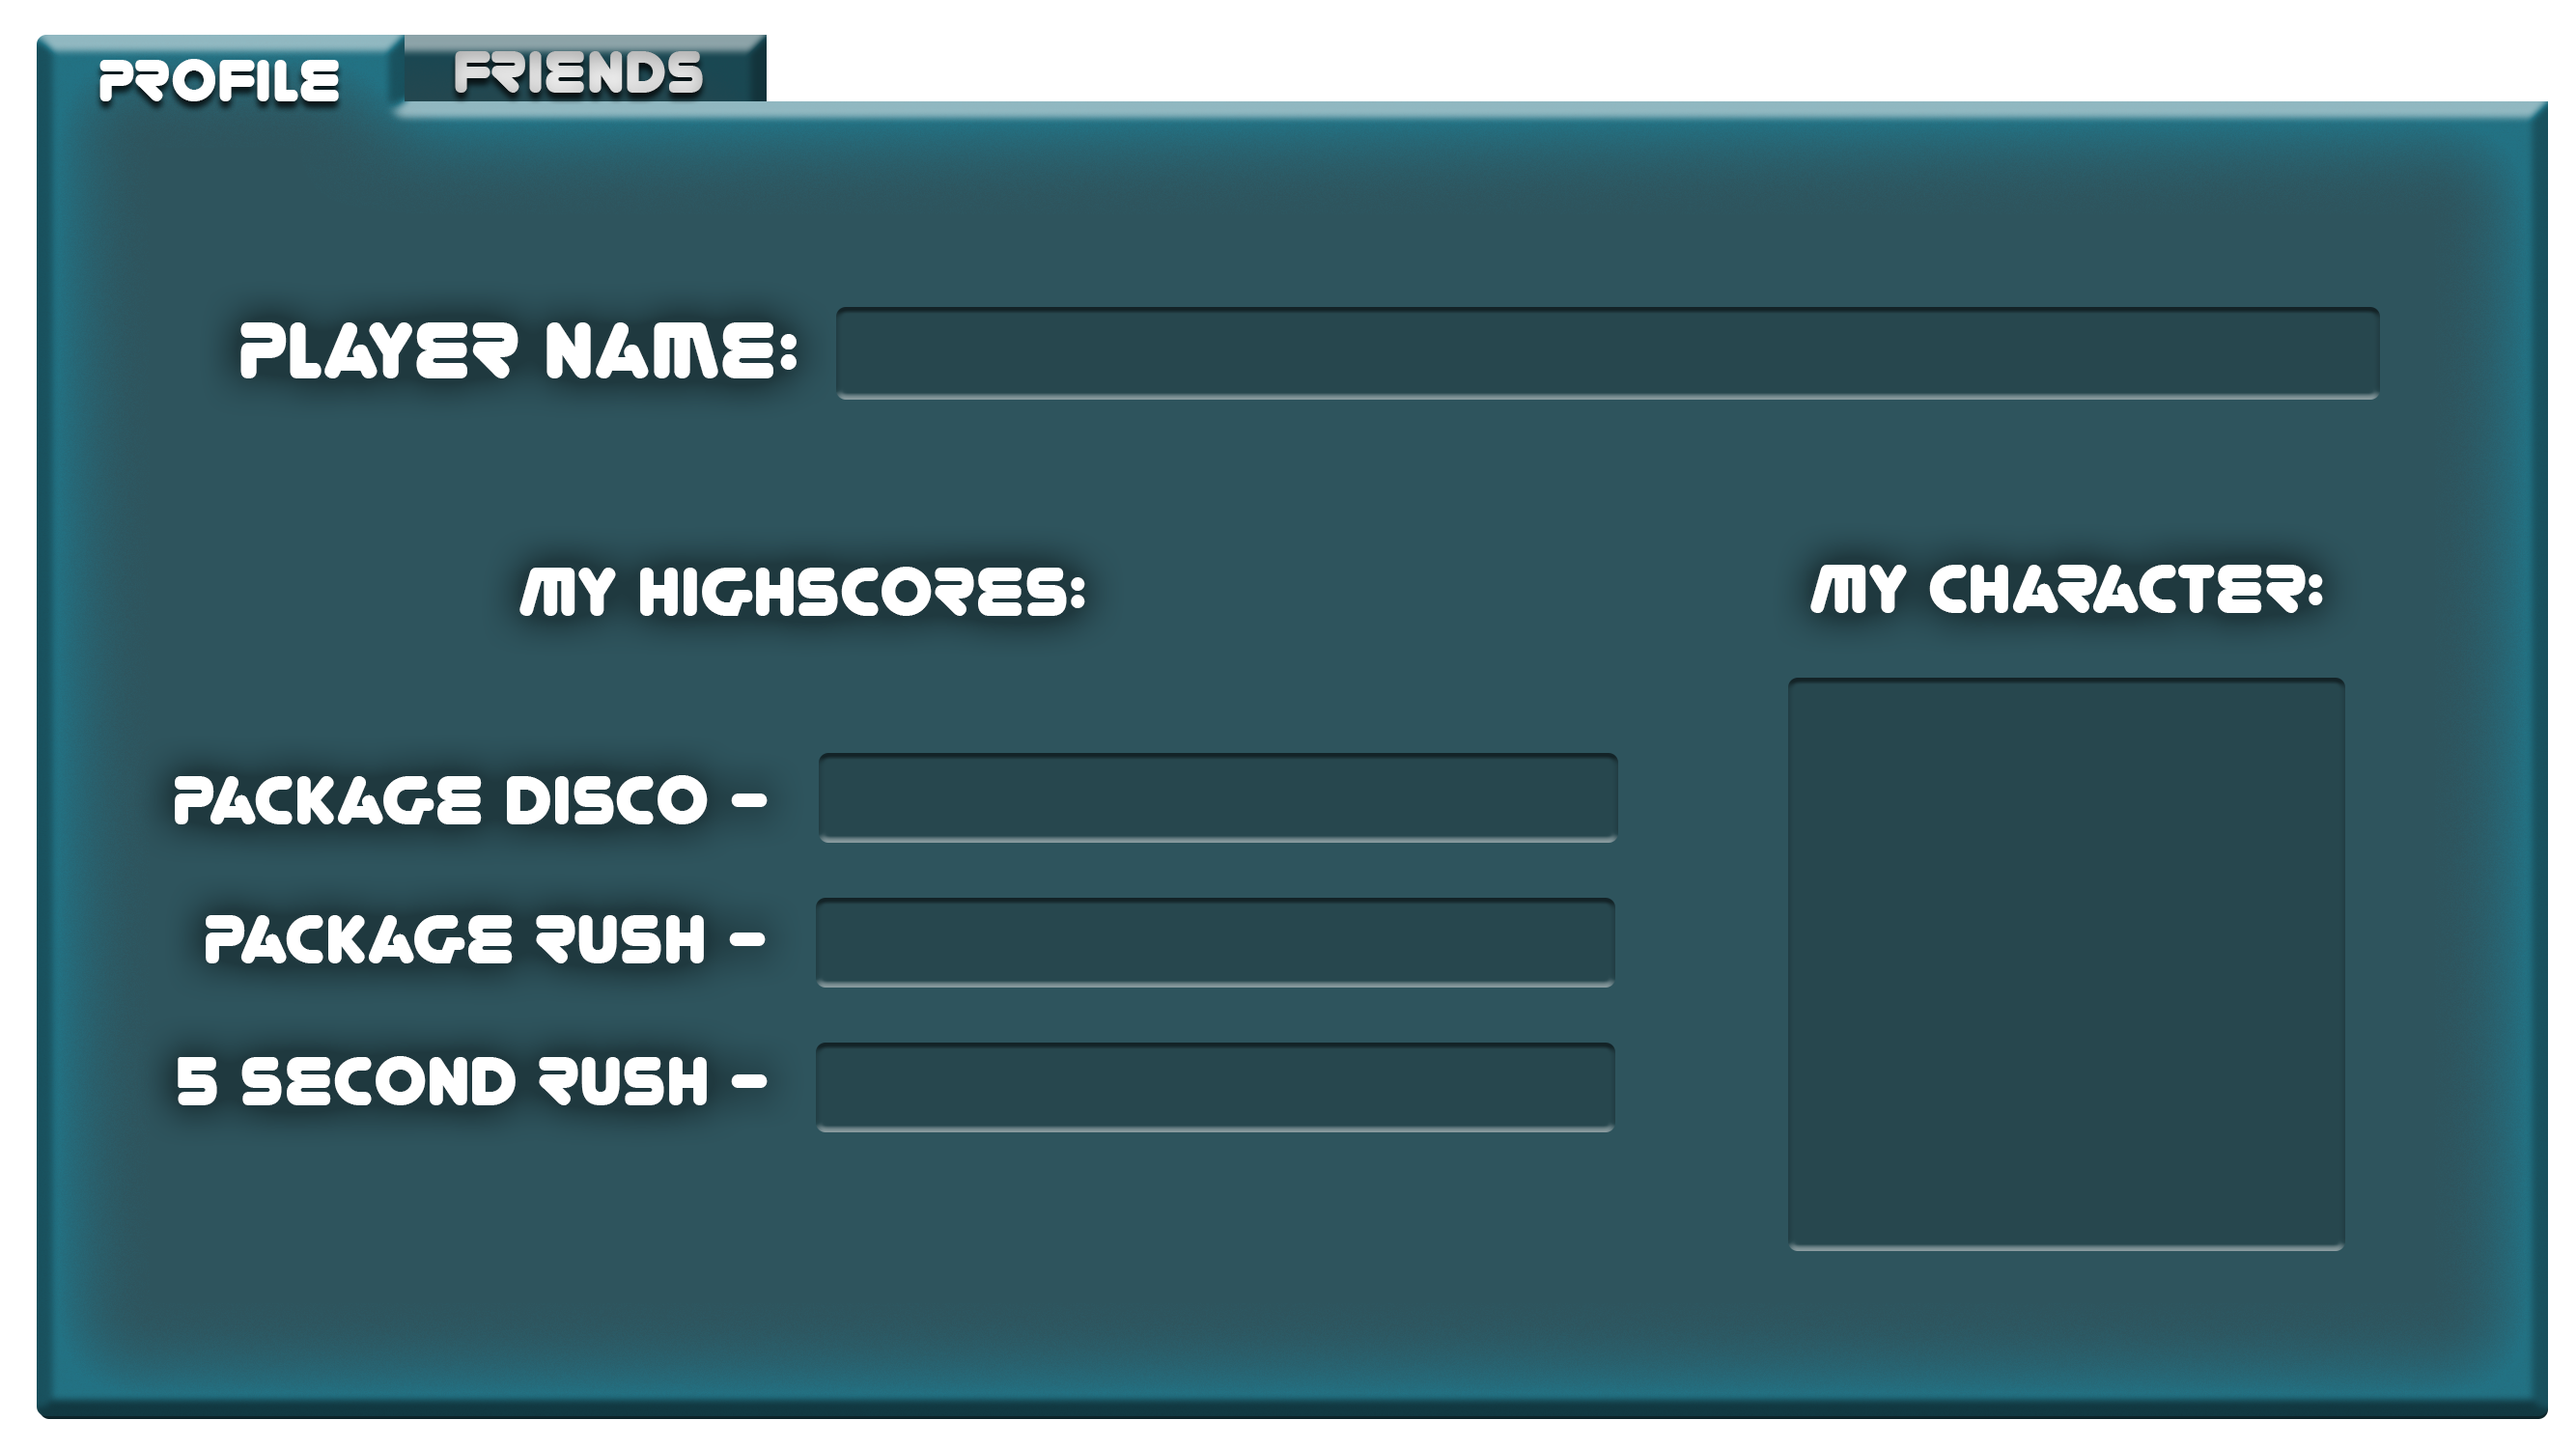 PROFILE FRIENDS
PLAYER NAME:
MY HIGHSCORES:
MY CHARACTER:
PACKAGE DISCO -
PACKAGE RUSH -
5 SECOND RUSH -